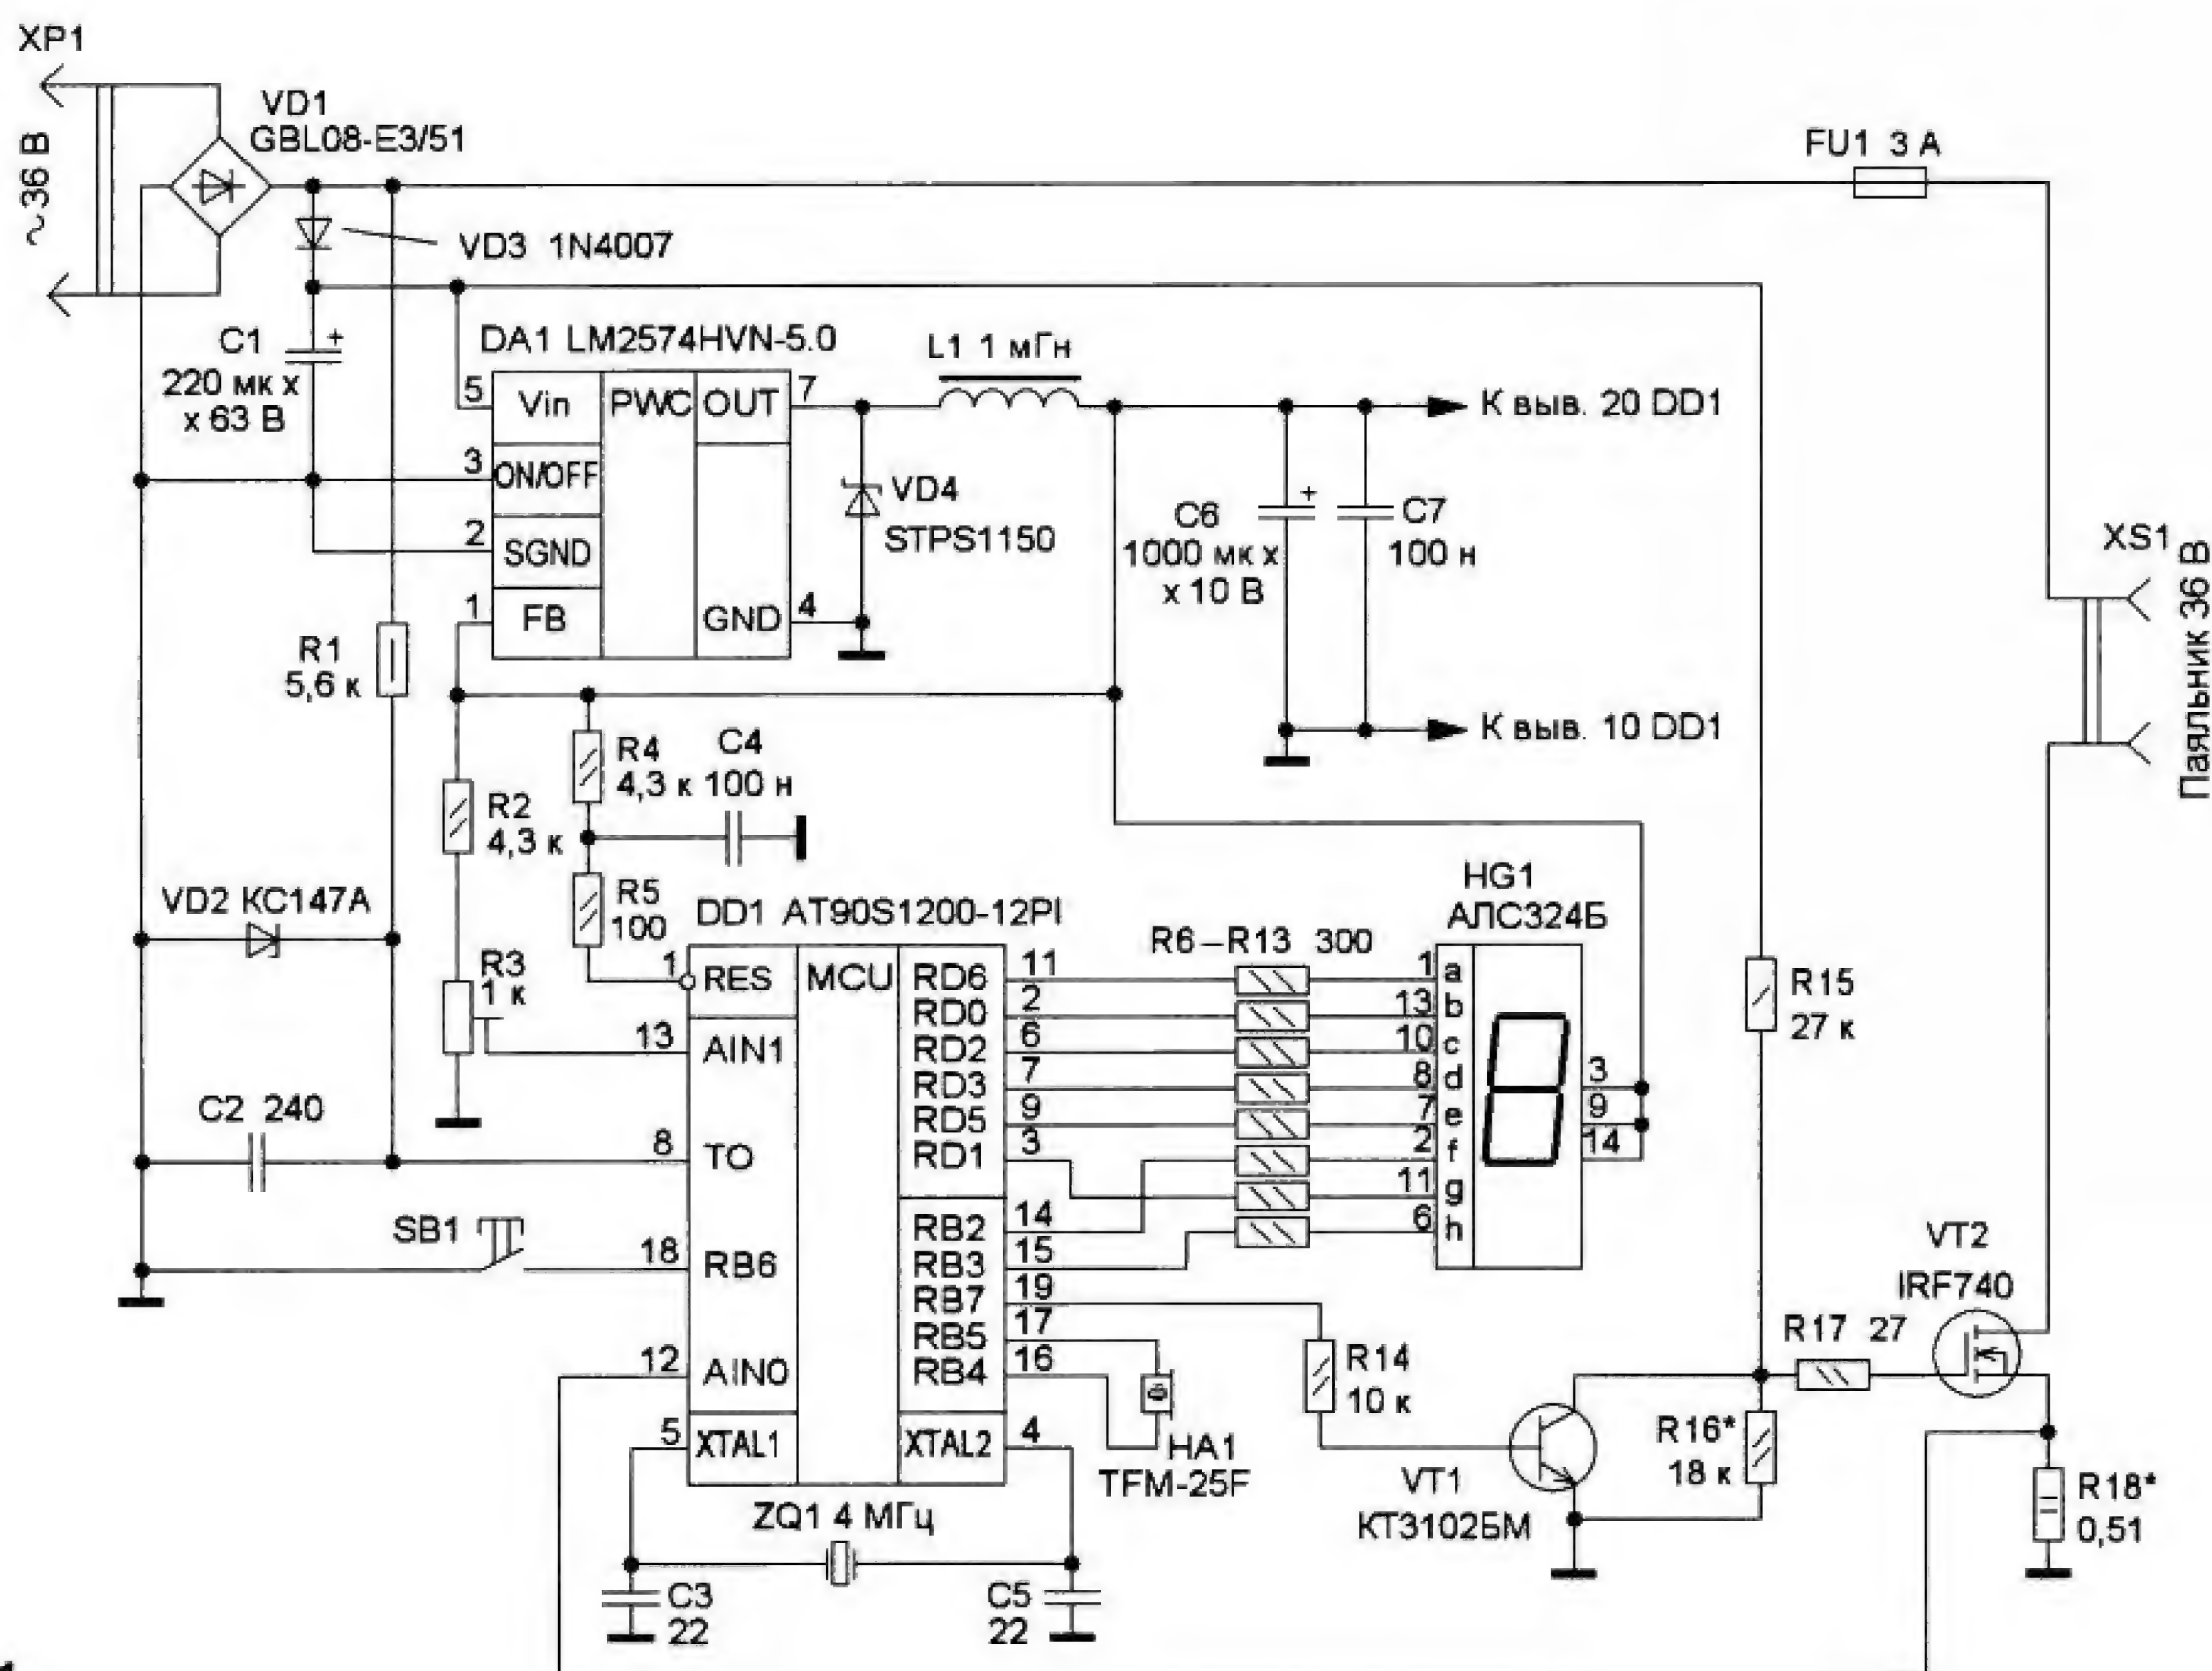 XP1
~36 В
VD1
GBL08-E3/51
FU1 3 А
VD3 1N4007
C1
220 мк х
х 63 В
+
DA1 LM2574HVN-5.0
5
Vin
PWC
OUT
7
3
ON/OFF
2
SGND
1
FB
GND
4
L1 1 мГн
К выв. 20 DD1
VD4
STPS1150
C6
1000 мк х
х 10 В
+
C7
100 н
К выв. 10 DD1
XS1
Паяльник 36 В
R1
5,6 к
R4
4,3 к
C4
100 н
R2
4,3 к
VD2 КС147А
R5
100
R3
1 к
C2 240
SB1
DD1 AT90S1200-12PI
MCU
1
RES
13
AIN1
8
TO
18
RB6
12
AIN0
5
XTAL1
RD6
11
RD0
2
RD2
6
RD3
7
RD5
9
RD1
3
RB2
14
RB3
15
RB7
19
RB5
17
RB4
16
XTAL2
4
R6–R13 300
HG1
АЛС324Б
1
a
13
b
10
c
8
d
7
e
2
f
11
g
6
h
3
9
14
R15
27 к
VT2
IRF740
R17 27
R14
10 к
HA1
TFM-25F
VT1
КТ3102БМ
R16*
18 к
R18*
0,51
ZQ1 4 МГц
C3
22
C5
22